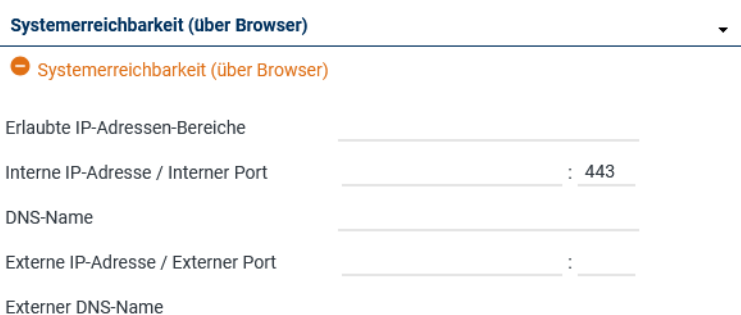 Systemerreichbarkeit (über Browser)
Systemerreichbarkeit (über Browser)
Erlaubte IP-Adressen-Bereiche
Interne IP-Adresse / Interner Port : 443
DNS-Name
Externe IP-Adresse / Externer Port :
Externer DNS-Name